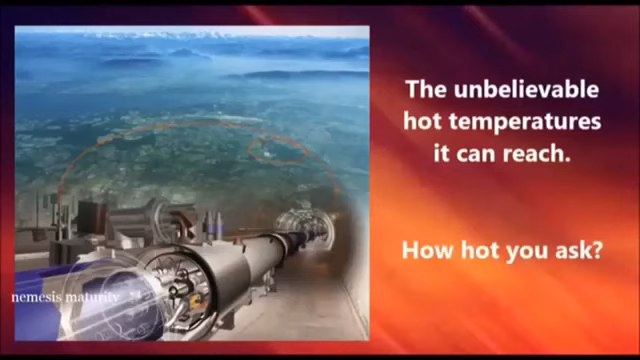 The unbelievable
hot temperatures
it can reach.
How hot you ask?
nemesis maturity